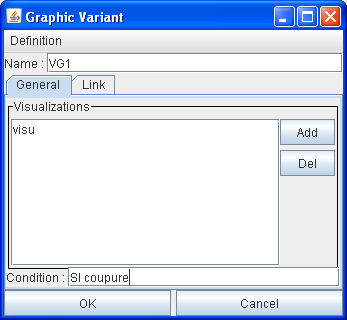 Graphic Variant
Definition
Name : VG1
General Link
Visualizations
visu
Add
Del
Condition : SI coupure
OK Cancel